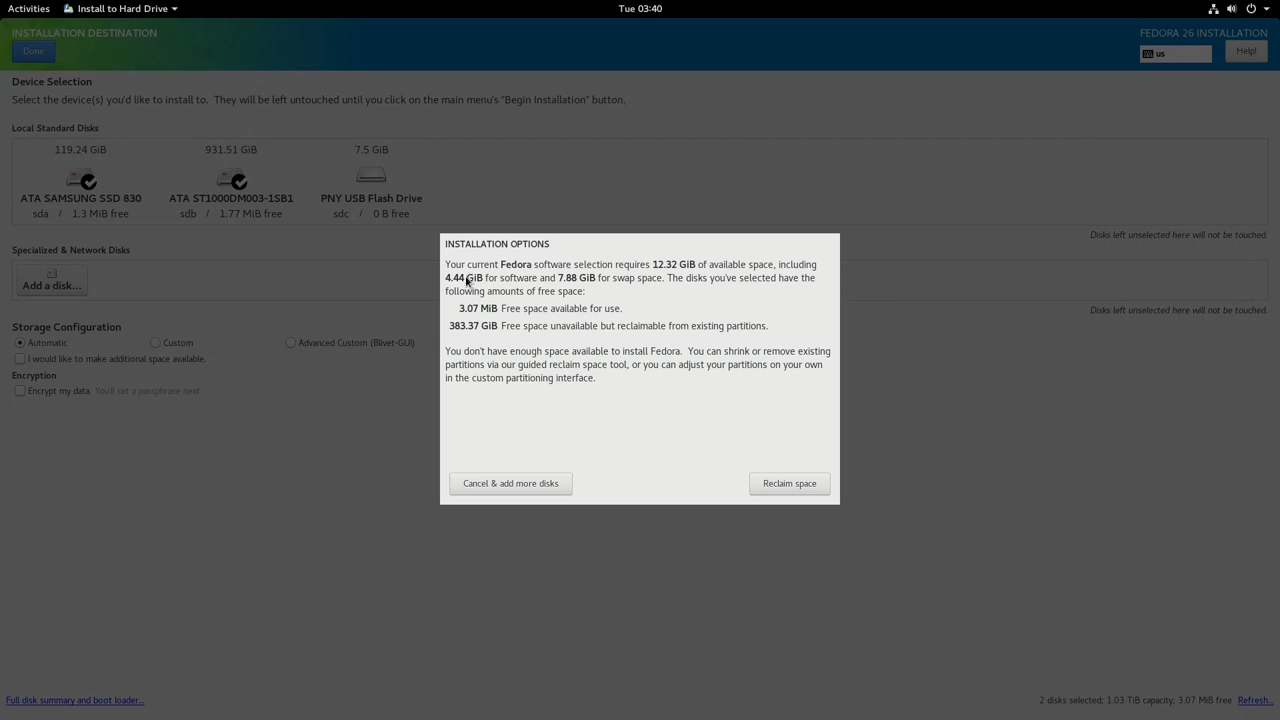 Activities Install to Hard Drive Tue 03:40
INSTALLATION DESTINATION FEDORA 26 INSTALLATION
Done us Help!
Device Selection
Select the device(s) you'd like to install to. They will be left untouched until you click on the main menu's "Begin Installation" button.
Local Standard Disks
119.24 GiB 931.51 GiB 7.5 GiB
ATA SAMSUNG SSD 830 ATA ST1000DM003-1SB1 PNY USB Flash Drive
sda / 1.3 MiB free sdb / 1.77 MiB free sdc / 0 B free
Disks left unselected here will not be touched.
Specialized & Network Disks
Add a disk...
Disks left unselected here will not be touched.
Storage Configuration
Automatic Custom Advanced Custom (Blivet-GUI)
I would like to make additional space available.
Encryption
Encrypt my data. You'll set a passphrase next.
INSTALLATION OPTIONS
Your current Fedora software selection requires 12.32 GiB of available space, including
4.44 GiB for software and 7.88 GiB for swap space. The disks you've selected have the
following amounts of free space:
3.07 MiB Free space available for use.
383.37 GiB Free space unavailable but reclaimable from existing partitions.
You don't have enough space available to install Fedora. You can shrink or remove existing
partitions via our guided reclaim space tool, or you can adjust your partitions on your own
in the custom partitioning interface.
Cancel & add more disks Reclaim space
Full disk summary and boot loader... 2 disks selected; 1.03 TiB capacity; 3.07 MiB free Refresh...